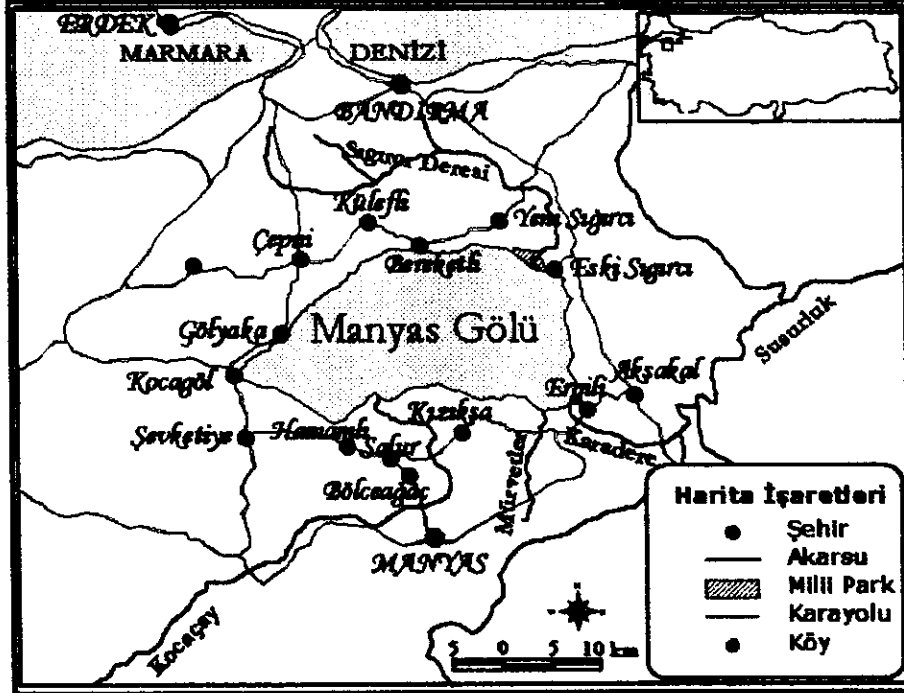 ERDEK
MARMARA DENİZİ
BANDIRMA
Sığırcı Deresi
Külefli
Yeni Sığırcı
Çepni
Bereketli
Eski Sığırcı
Gölyaka
Manyas Gölü
Susurluk
Kocagöl
Akşakal
Ergili
Kızıkşa
Şevketiye
Hamamlı
Salur
Karadere
Bölceağaç
Mürvetler
MANYAS
Kocaçay
5 0 5 10 km
Harita İşaretleri
Şehir
Akarsu
Milli Park
Karayolu
Köy